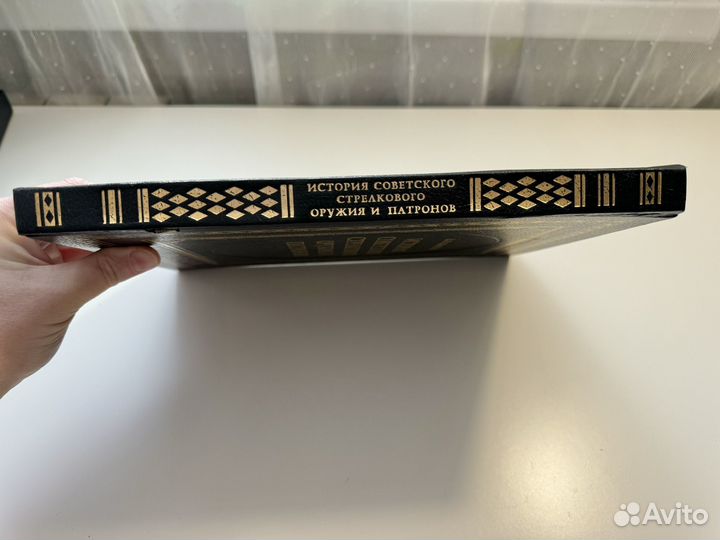 ИСТОРИЯ СОВЕТСКОГО
СТРЕЛКОВОГО
ОРУЖИЯ И ПАТРОНОВ
Avito